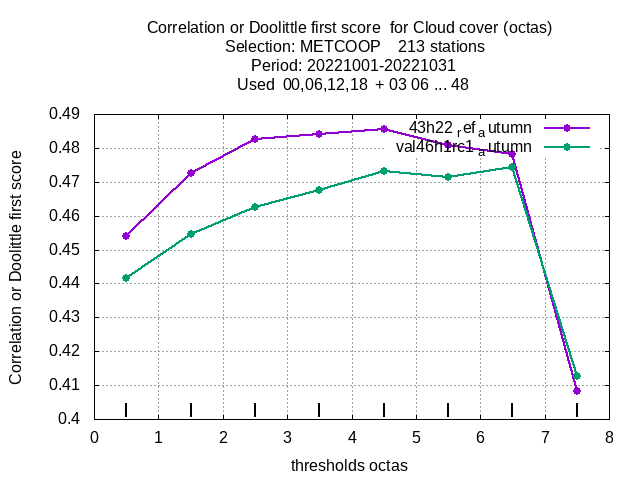 Correlation or Doolittle first score  for Cloud cover (octas)
Selection: METCOOP    213 stations
Period: 20221001-20221031
Used  00,06,12,18  + 03 06 ... 48
43h22 ref autumn
val46h1rc1 autumn
Correlation or Doolittle first score
0.49
0.48
0.47
0.46
0.45
0.44
0.43
0.42
0.41
0.4
0 1 2 3 4 5 6 7 8
thresholds octas